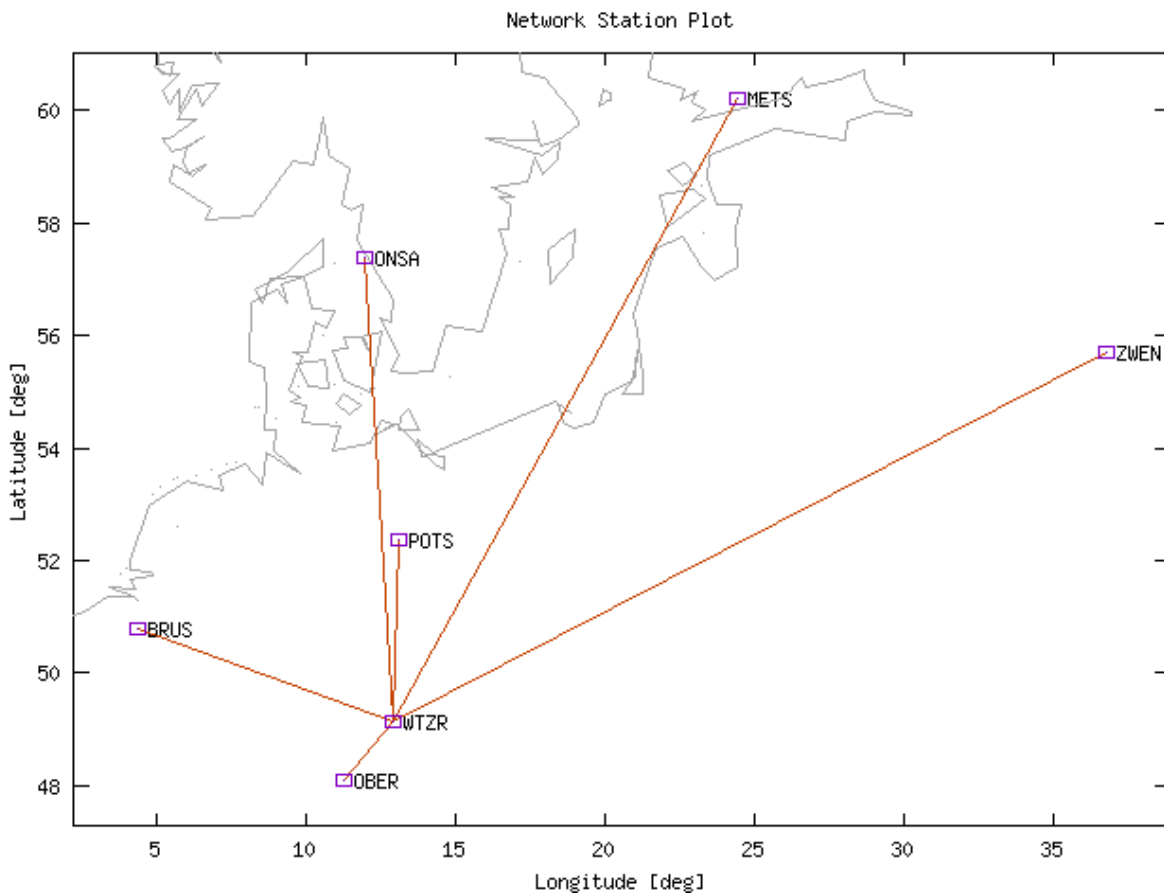 Network Station Plot
60
METS
58
ONSA
56
ZWEN
54
Latitude [deg]
52
POTS
BRUS
50
WTZR
OBER
48
5 10 15 20 25 30 35
Longitude [deg]